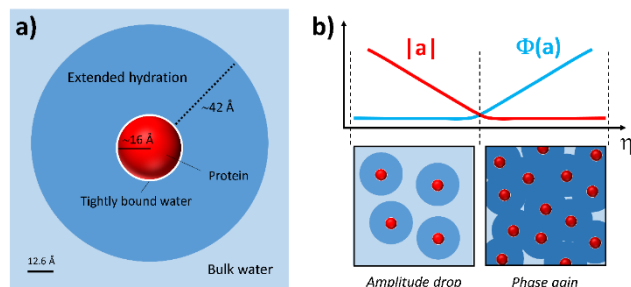 a)
Extended hydration
~42 Å
~16 Å
Protein
Tightly bound water
12.6 Å
Bulk water
b)
|a|
Φ(a)
η
Amplitude drop
Phase gain